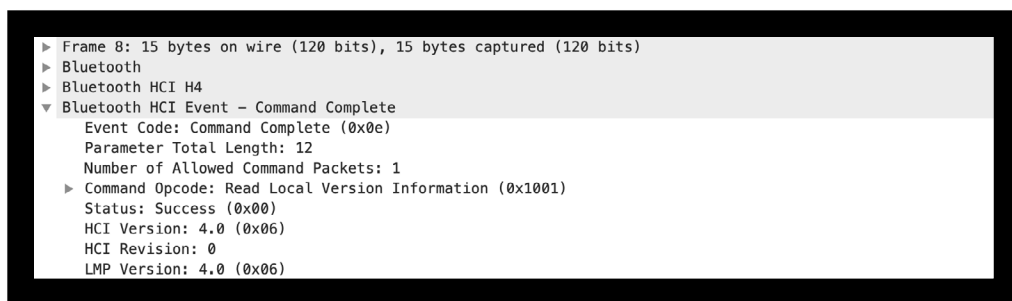 Frame 8: 15 bytes on wire (120 bits), 15 bytes captured (120 bits)
Bluetooth
Bluetooth HCI H4
Bluetooth HCI Event – Command Complete
Event Code: Command Complete (0x0e)
Parameter Total Length: 12
Number of Allowed Command Packets: 1
Command Opcode: Read Local Version Information (0x1001)
Status: Success (0x00)
HCI Version: 4.0 (0x06)
HCI Revision: 0
LMP Version: 4.0 (0x06)